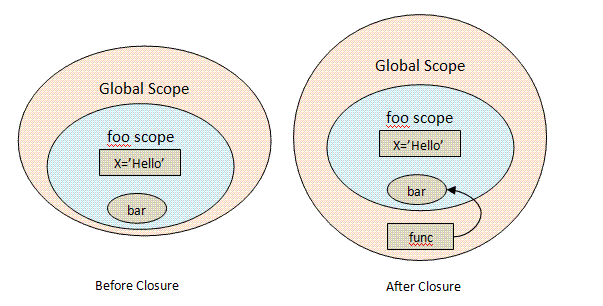 Global Scope
foo scope
X=’Hello’
bar
Before Closure
Global Scope
foo scope
X=’Hello’
bar
func
After Closure